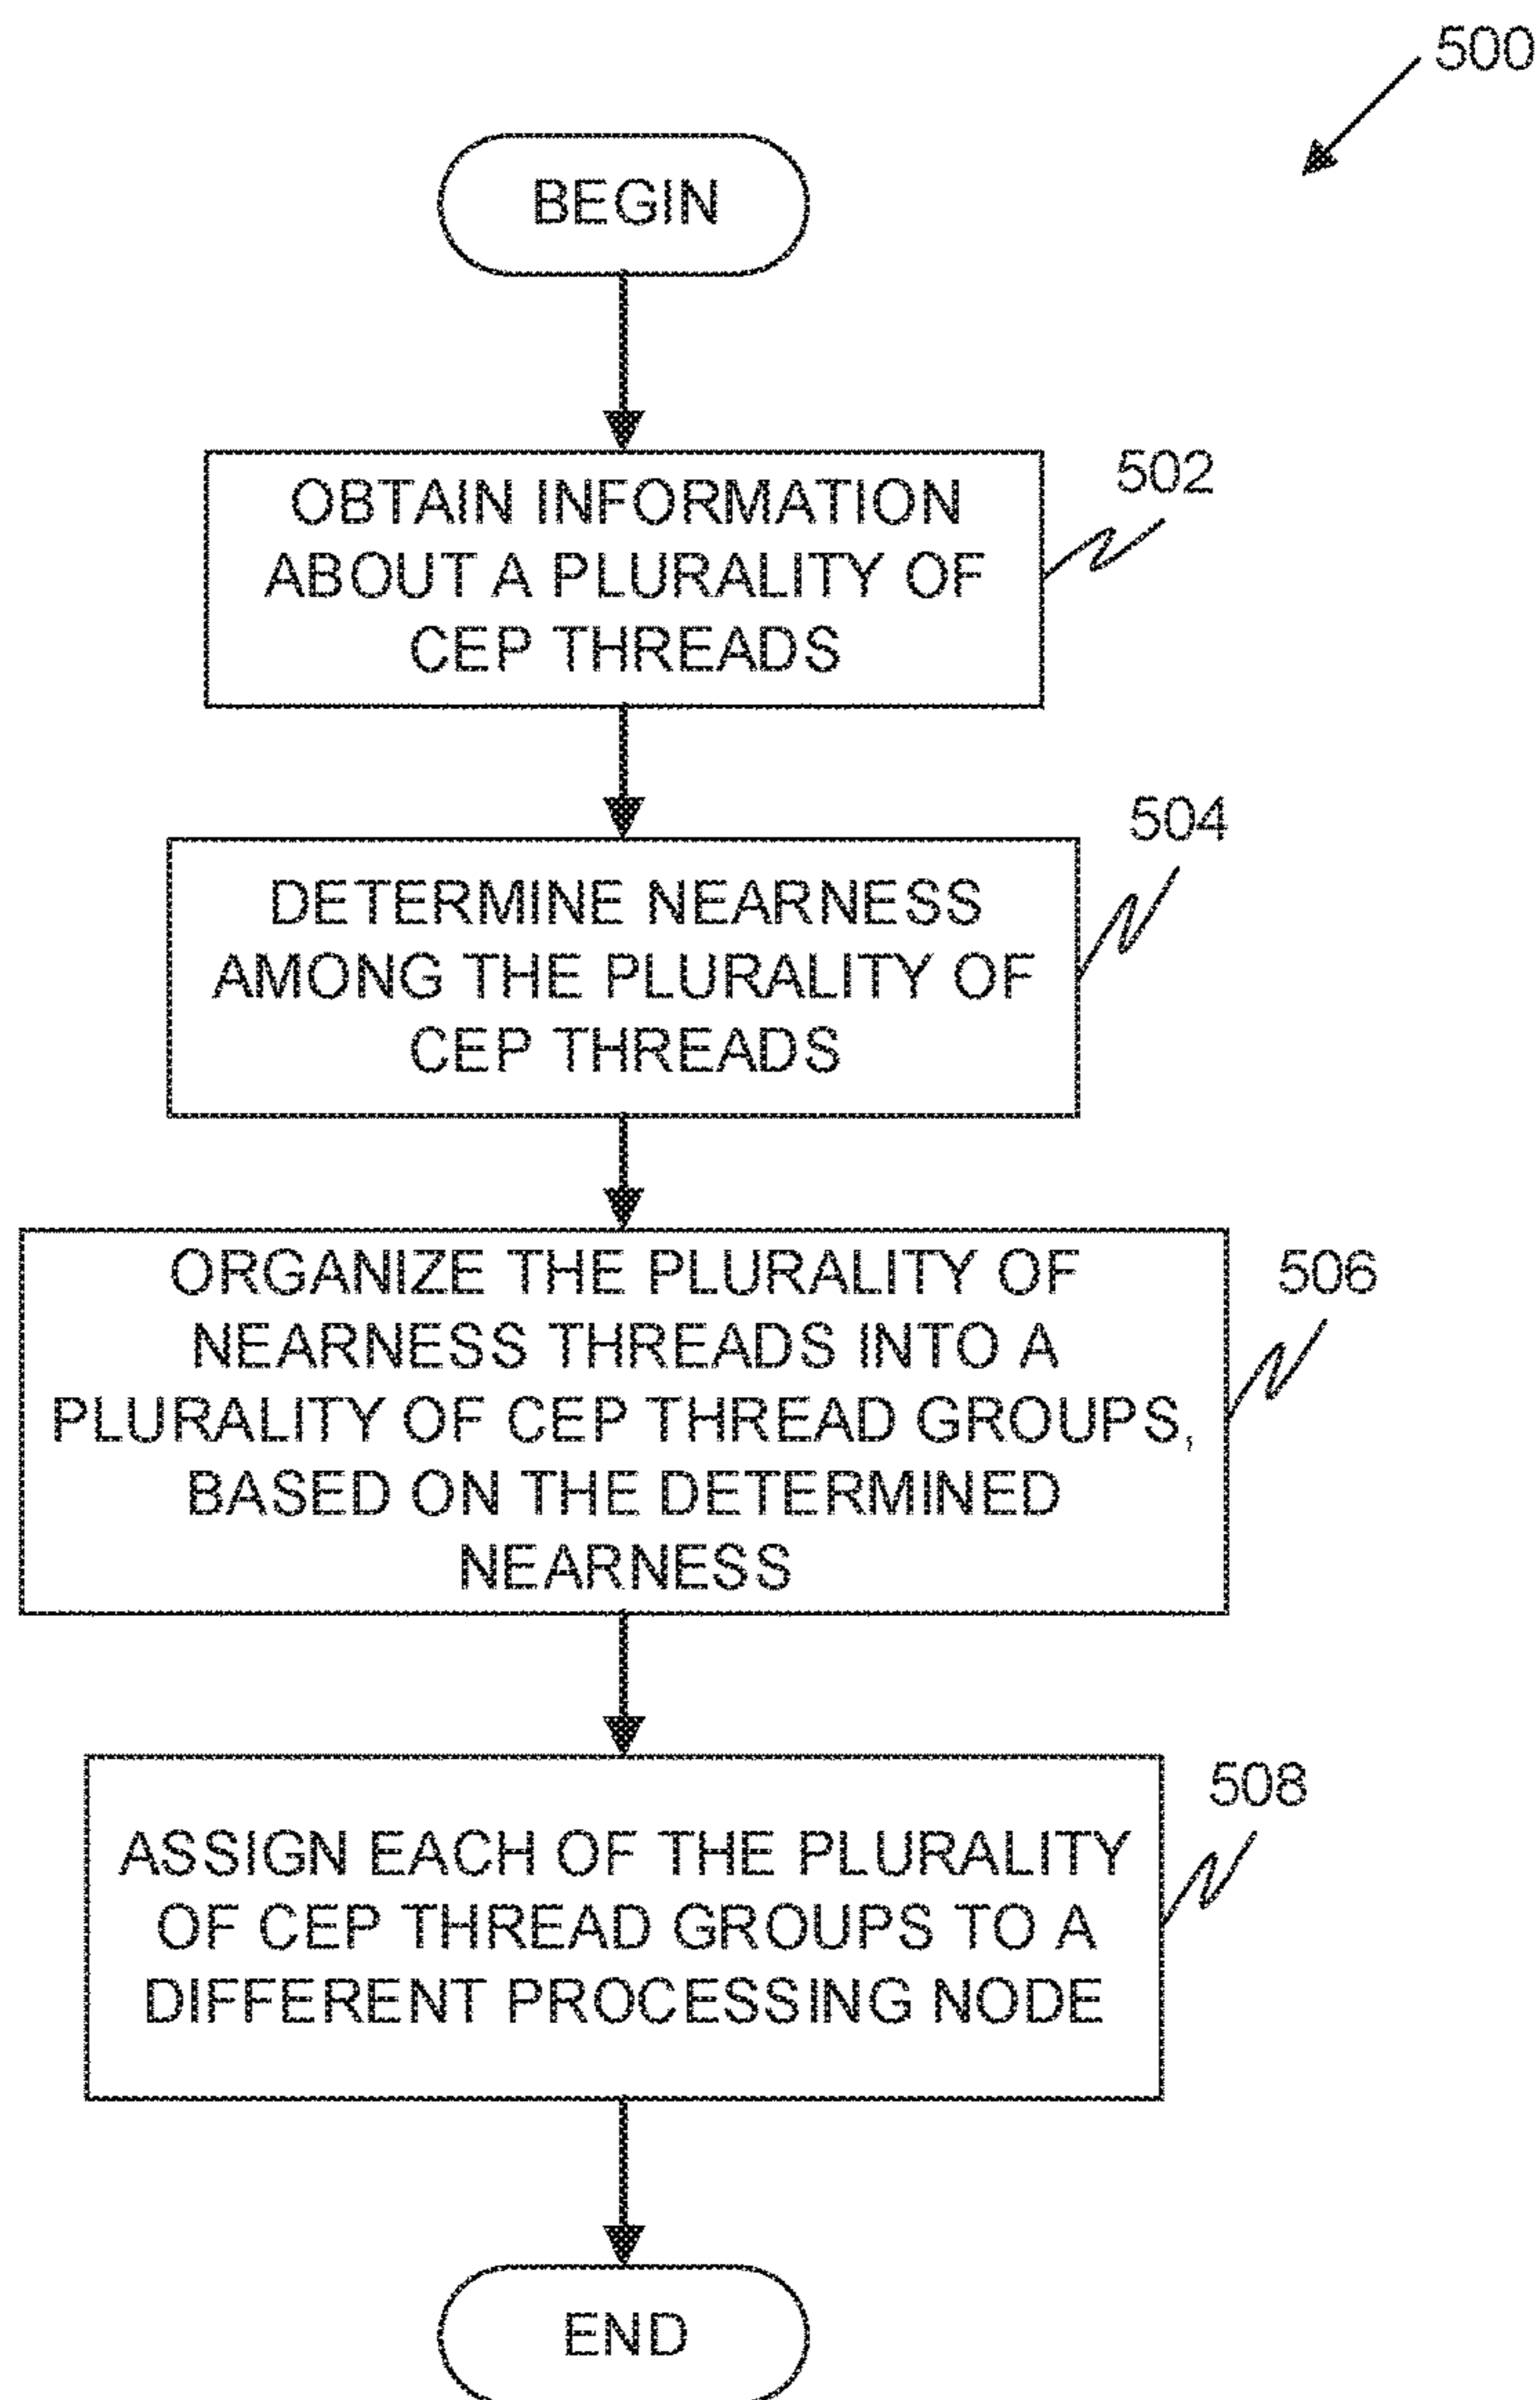 500
BEGIN
OBTAIN INFORMATION
ABOUT A PLURALITY OF
CEP THREADS
502
DETERMINE NEARNESS
AMONG THE PLURALITY OF
CEP THREADS
504
ORGANIZE THE PLURALITY OF
NEARNESS THREADS INTO A
PLURALITY OF CEP THREAD GROUPS,
BASED ON THE DETERMINED
NEARNESS
506
ASSIGN EACH OF THE PLURALITY
OF CEP THREAD GROUPS TO A
DIFFERENT PROCESSING NODE
508
END